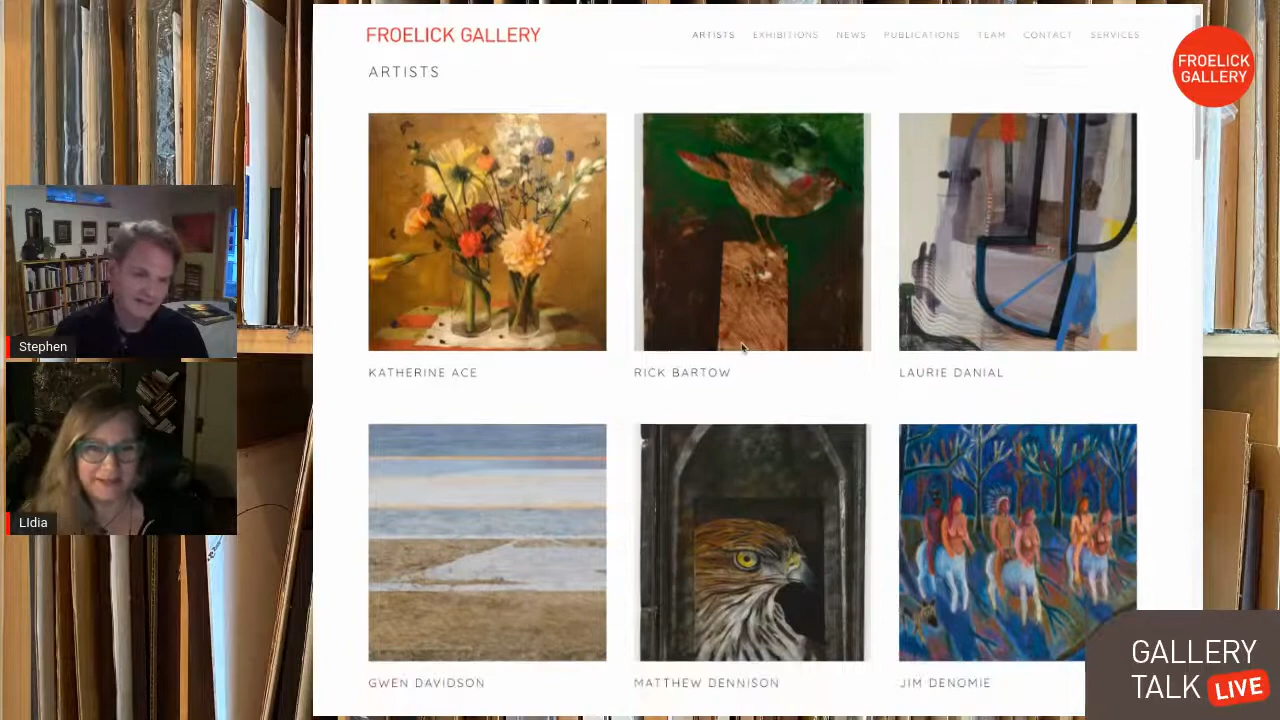 FROELICK GALLERY
ARTISTS EXHIBITIONS NEWS PUBLICATIONS TEAM CONTACT SERVICES
FROELICK
GALLERY
ARTISTS
Stephen
KATHERINE ACE
RICK BARTOW
LAURIE DANIAL
LIdia
GWEN DAVIDSON
MATTHEW DENNISON
JIM DENOMIE
GALLERY
TALK LIVE